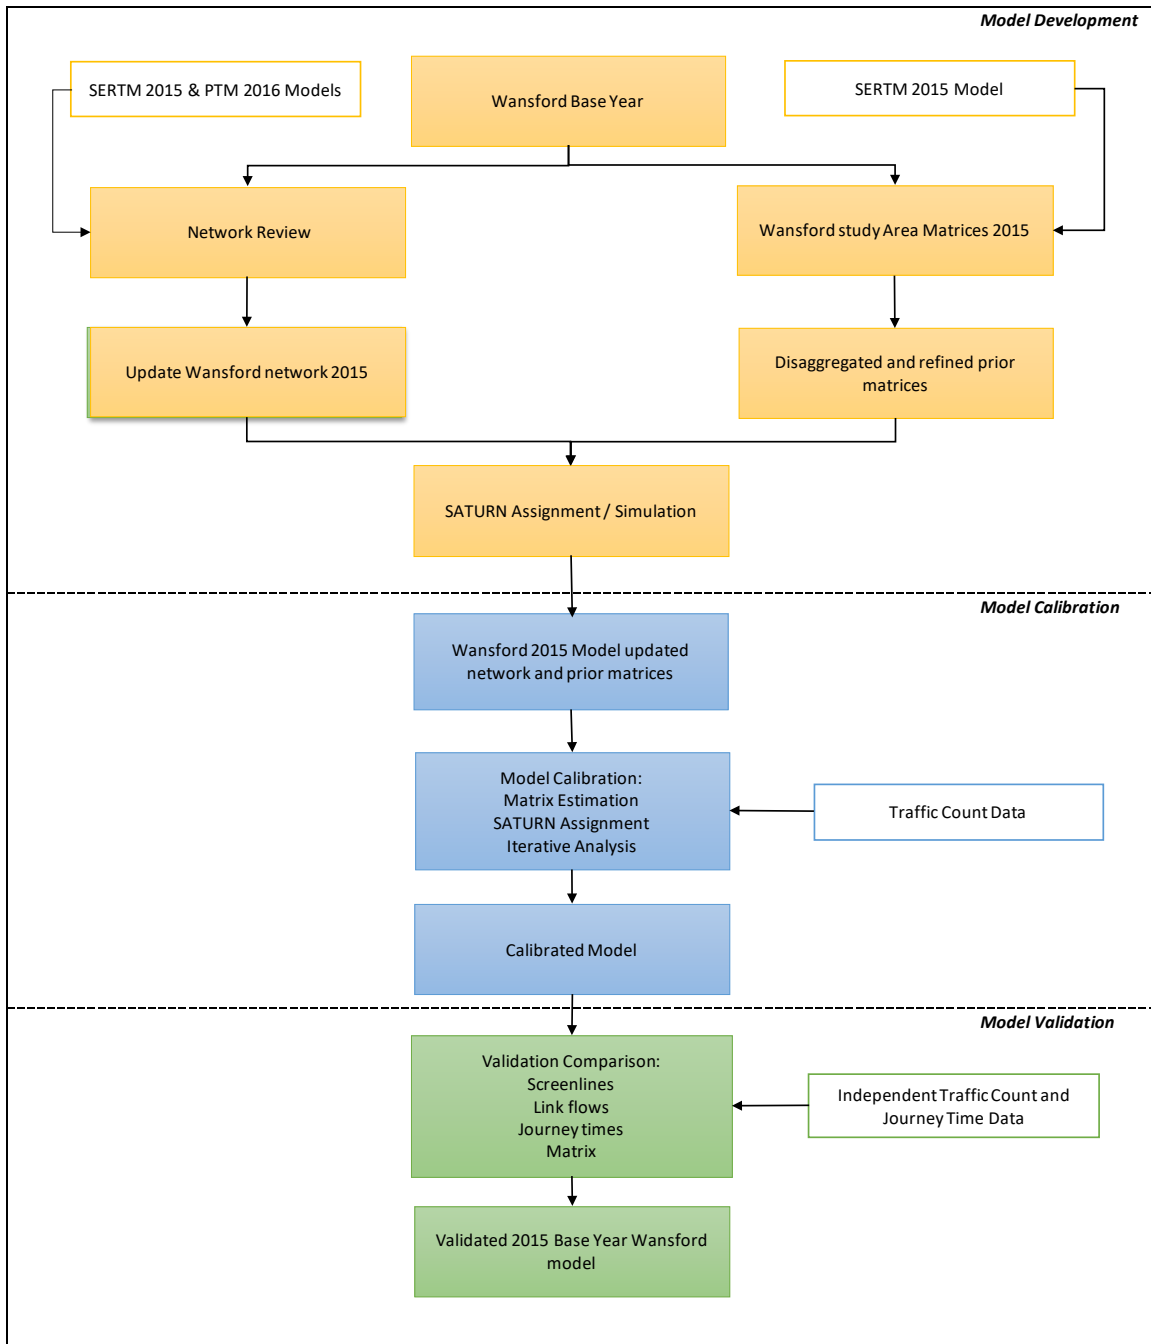 Model Development
SERTM 2015 & PTM 2016 Models
Wansford Base Year
SERTM 2015 Model
Network Review
Wansford study Area Matrices 2015
Update Wansford network 2015
Disaggregated and refined prior
matrices
SATURN Assignment / Simulation
Model Calibration
Wansford 2015 Model updated
network and prior matrices
Model Calibration:
Matrix Estimation
SATURN Assignment
Iterative Analysis
Traffic Count Data
Calibrated Model
Model Validation
Validation Comparison:
Screenlines
Link flows
Journey times
Matrix
Independent Traffic Count and
Journey Time Data
Validated 2015 Base Year Wansford
model